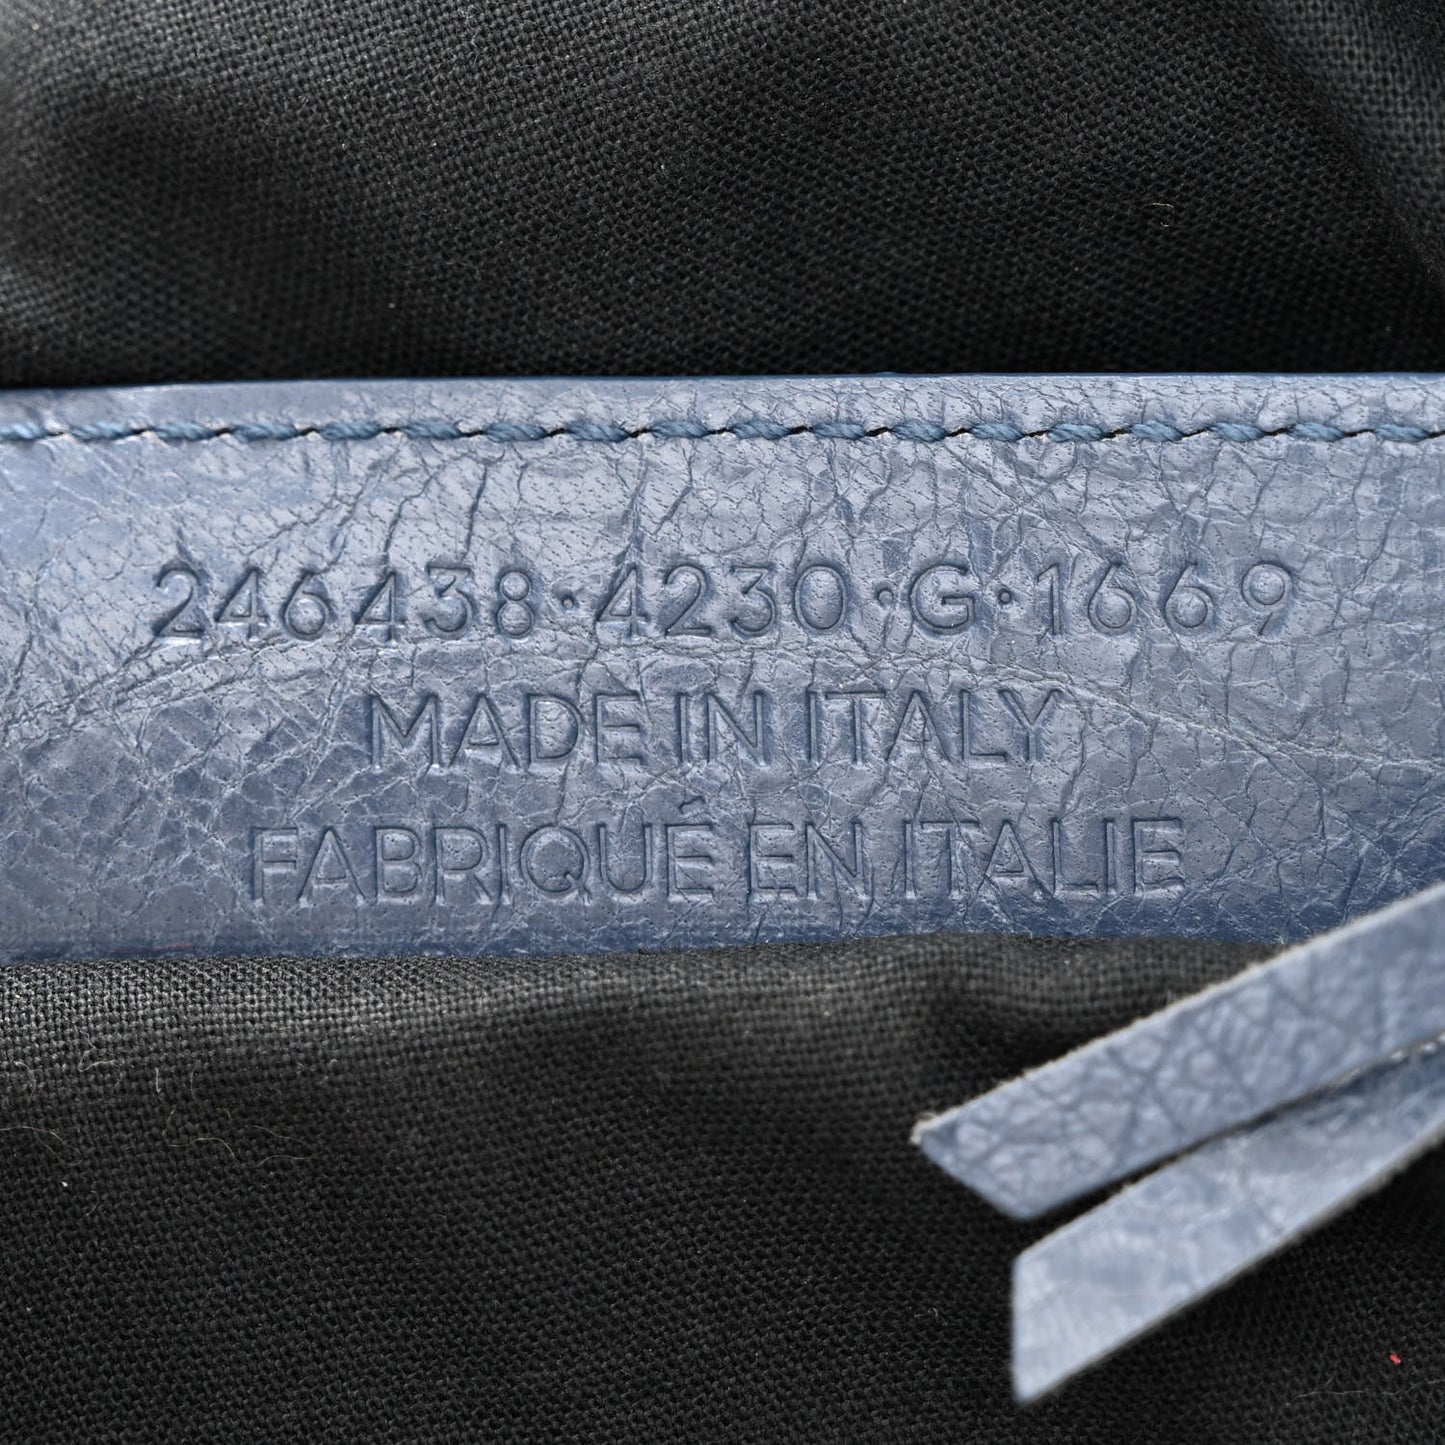 246438·4230·G·1669
MADE IN ITALY
FABRIQUÉ EN ITALIE